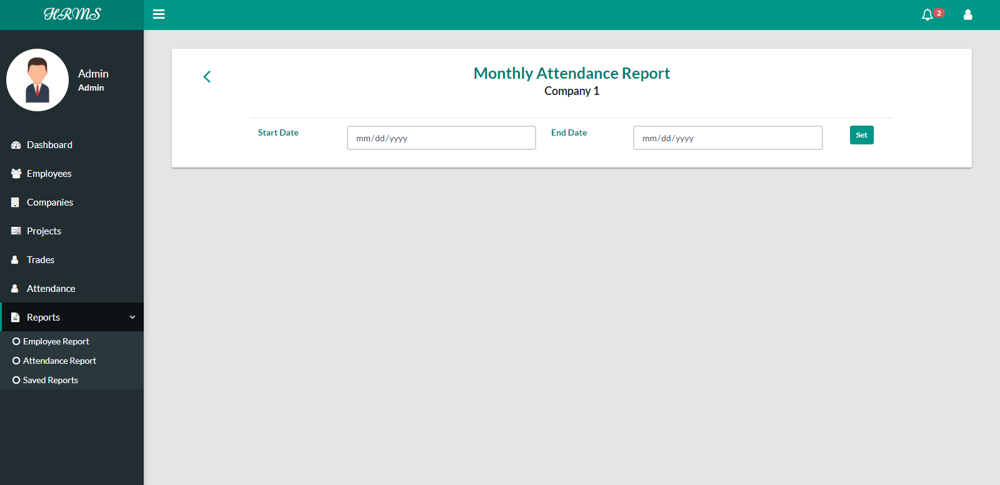 HRMS
2
Admin
Admin
Dashboard
Employees
Companies
Projects
Trades
Attendance
Reports
Employee Report
Attendance Report
Saved Reports
Monthly Attendance Report
Company 1
Start Date
mm/dd/yyyy
End Date
mm/dd/yyyy
Set